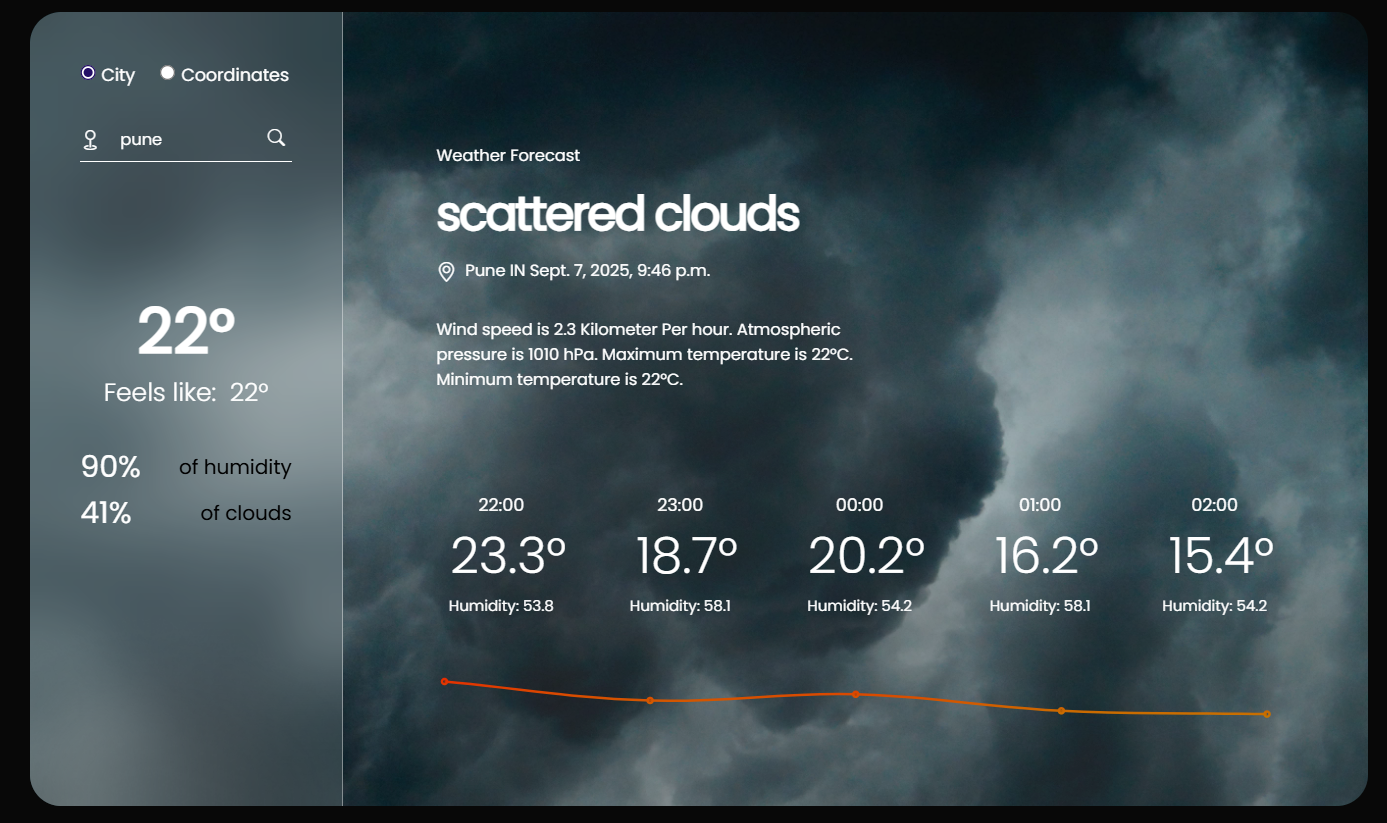 City Coordinates
pune
22°
Feels like: 22°
90% of humidity
41% of clouds
Weather Forecast
scattered clouds
Pune IN Sept. 7, 2025, 9:46 p.m.
Wind speed is 2.3 Kilometer Per hour. Atmospheric
pressure is 1010 hPa. Maximum temperature is 22°C.
Minimum temperature is 22°C.
22:00 23:00 00:00 01:00 02:00
23.3° 18.7° 20.2° 16.2° 15.4°
Humidity: 53.8 Humidity: 58.1 Humidity: 54.2 Humidity: 58.1 Humidity: 54.2